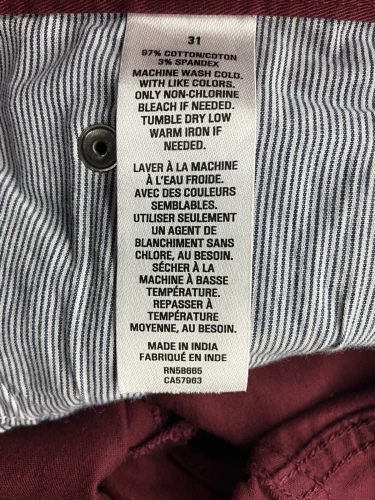 31
97% COTTON/COTON
3% SPANDEX
MACHINE WASH COLD.
WITH LIKE COLORS.
ONLY NON-CHLORINE
BLEACH IF NEEDED.
TUMBLE DRY LOW
WARM IRON IF
NEEDED.
LAVER À LA MACHINE
À L'EAU FROIDE.
AVEC DES COULEURS
SEMBLABLES.
UTILISER SEULEMENT
UN AGENT DE
BLANCHIMENT SANS
CHLORE, AU BESOIN.
SÉCHER À LA
MACHINE À BASSE
TEMPÉRATURE.
REPASSER À
TEMPÉRATURE
MOYENNE, AU BESOIN.
MADE IN INDIA
FABRIQUÉ EN INDE
RN58665
CA57963